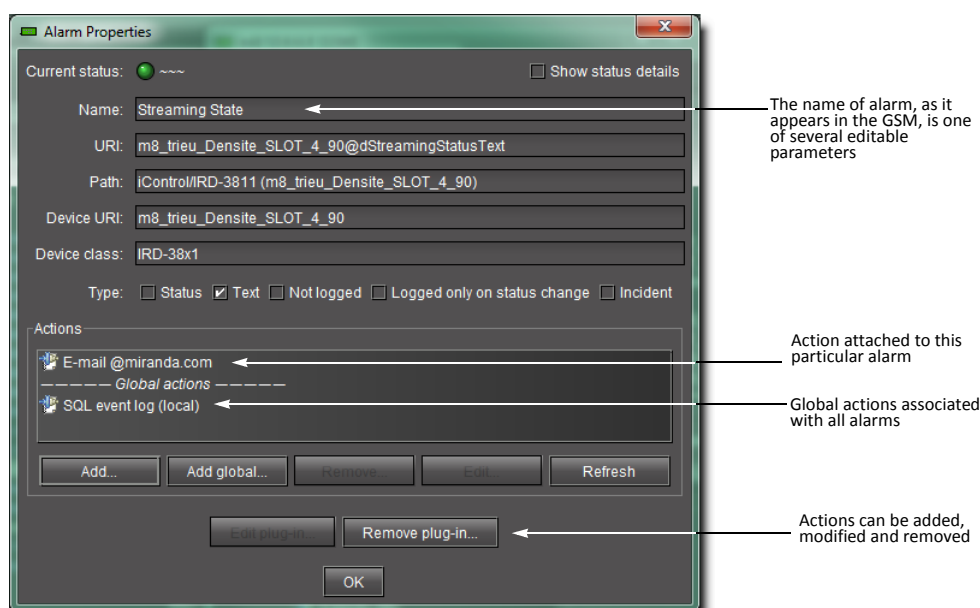 Alarm Properties
Current status: ~~~ Show status details
Name: Streaming State
URI: m8_trieu_Densite_SLOT_4_90@dStreamingStatusText
Path: iControl/IRD-3811 (m8_trieu_Densite_SLOT_4_90)
Device URI: m8_trieu_Densite_SLOT_4_90
Device class: IRD-38x1
Type: Status Text Not logged Logged only on status change Incident
Actions
E-mail @miranda.com
————— Global actions —————
SQL event log (local)
Add... Add global... Remove... Edit... Refresh
Edit plug-in... Remove plug-in...
OK
The name of alarm, as it
appears in the GSM, is one
of several editable
parameters
Action attached to this
particular alarm
Global actions associated
with all alarms
Actions can be added,
modified and removed